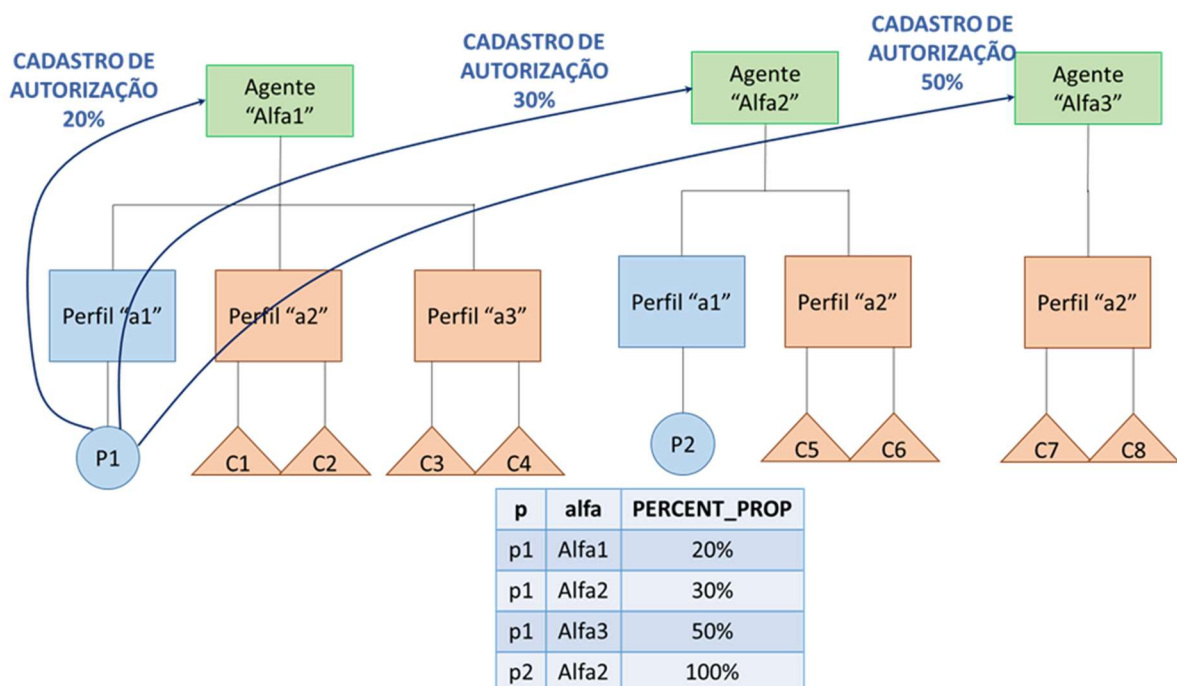 CADASTRO DE
AUTORIZAÇÃO
20%
Agente
"Alfa1"
CADASTRO DE
AUTORIZAÇÃO
30%
Agente
"Alfa2"
CADASTRO DE
AUTORIZAÇÃO
50%
Agente
"Alfa3"
Perfil "a1"
Perfil "a2"
Perfil "a3"
Perfil "a1"
Perfil "a2"
Perfil "a2"
P1
C1
C2
C3
C4
P2
C5
C6
C7
C8
p alfa PERCENT_PROP
p1 Alfa1 20%
p1 Alfa2 30%
p1 Alfa3 50%
p2 Alfa2 100%